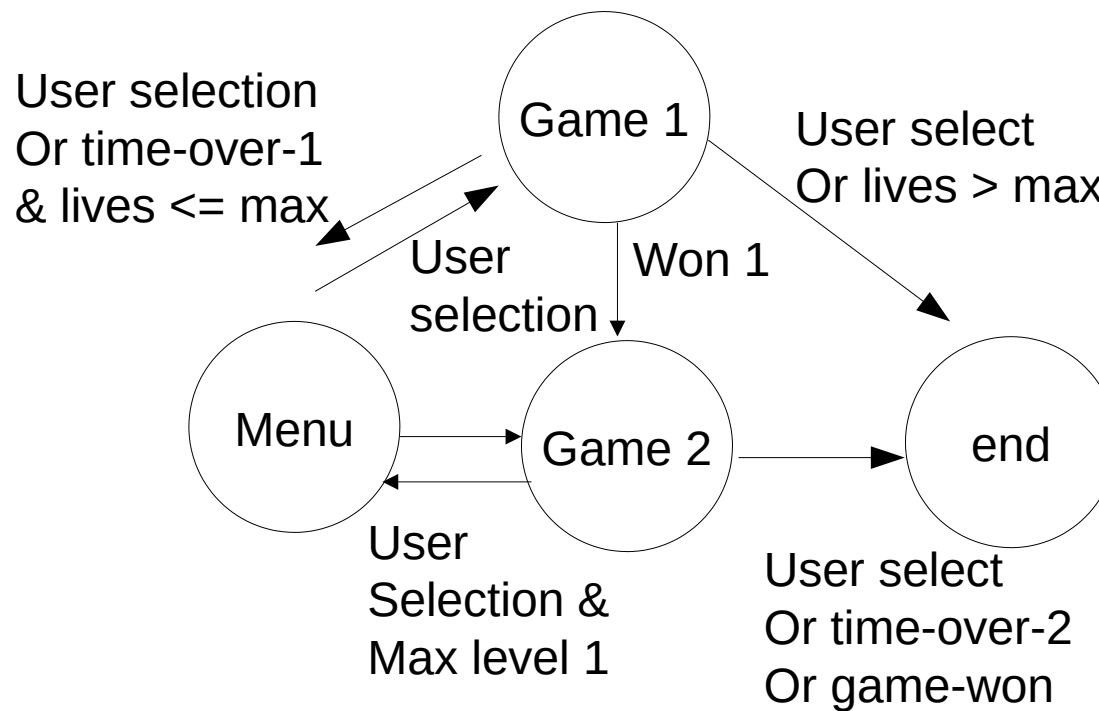 User selection
Or time-over-1
& lives <= max
Game 1
User select
Or lives > max
User
selection
Won 1
Menu
Game 2
end
User
Selection &
Max level 1
User select
Or time-over-2
Or game-won